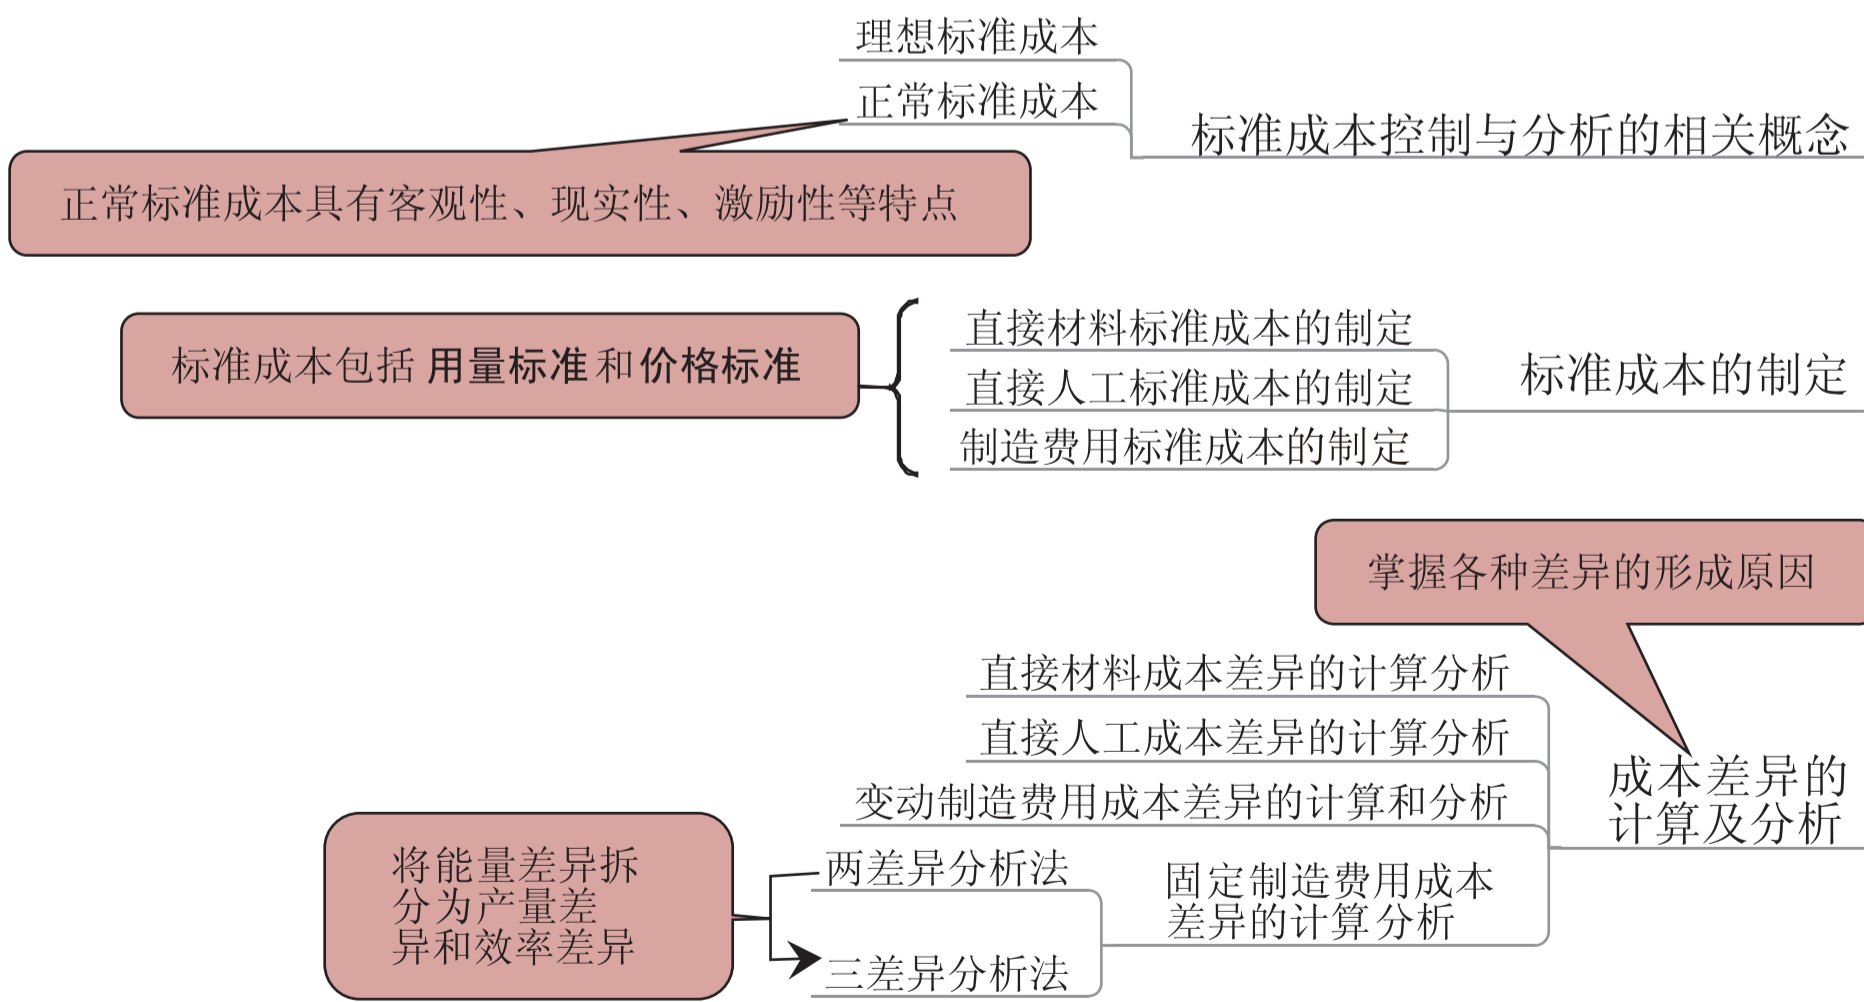 理想标准成本
正常标准成本
标准成本控制与分析的相关概念
正常标准成本具有客观性、现实性、激励性等特点
标准成本包括 用量标准 和 价格标准
直接材料标准成本的制定
直接人工标准成本的制定
制造费用标准成本的制定
标准成本的制定
掌握各种差异的形成原因
直接材料成本差异的计算分析
直接人工成本差异的计算分析
变动制造费用成本差异的计算和分析
成本差异的
计算及分析
将能量差异拆
分为产量差
异和效率差异
两差异分析法
三差异分析法
固定制造费用成本
差异的计算分析